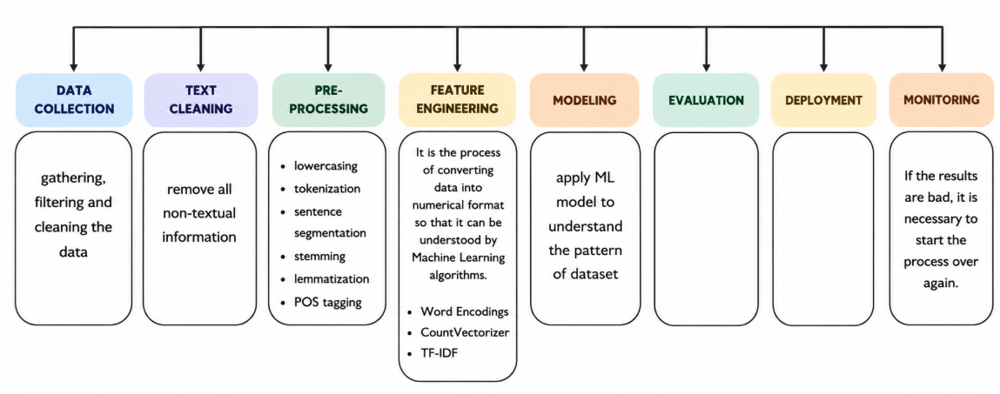 DATA
COLLECTION
gathering,
filtering and
cleaning the
data
TEXT
CLEANING
remove all
non-textual
information
PRE-
PROCESSING
• lowercasing
• tokenization
• sentence
segmentation
• stemming
• lemmatization
• POS tagging
FEATURE
ENGINEERING
It is the process
of converting
data into
numerical format
so that it can be
understood by
Machine Learning
algorithms.
• Word Encodings
• CountVectorizer
• TF-IDF
MODELING
apply ML
model to
understand
the pattern
of dataset
EVALUATION
DEPLOYMENT
MONITORING
If the results
are bad, it is
necessary to
start the
process over
again.